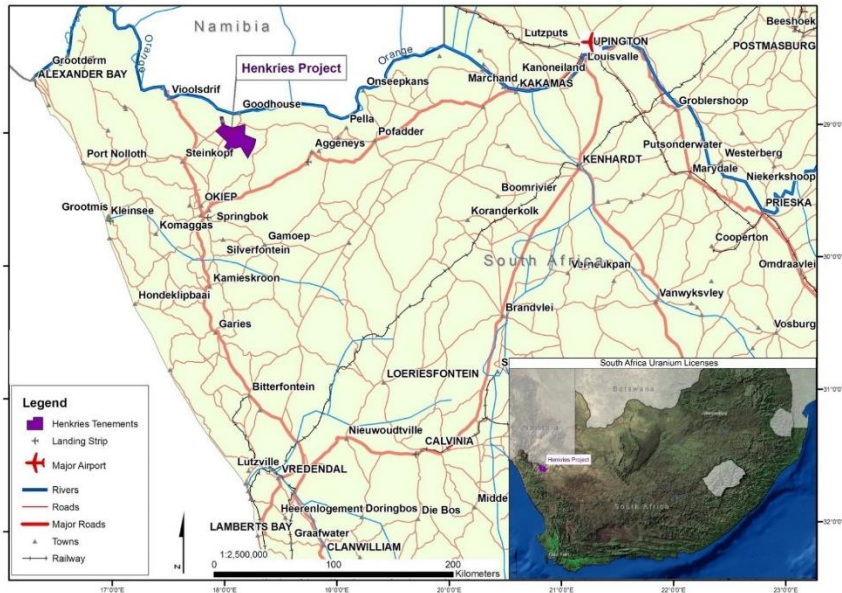 Namibia
Lutzputs
Beeshoek
UPINGTON
POSTMASBURG
Grootderm
ALEXANDER BAY
Orange
Orange
Henkries Project
Kanoneiland
Louisvalle
Marchand
KAKAMAS
Onseepkans
Vioolsdrif
Goodhouse
Groblershoop
Pella
Pofadder
29°0'0"S
Aggeneys
Putsonderwater
Westerberg
Port Nolloth
Steinkopf
KENHARDT
Marydale
Niekerkshoop
Boomrivier
PRIESKA
OKIEP
Grootmis
Kleinsee
Springbok
Koranderkolk
Komaggas
Gamoep
Silverfontein
Cooperton
30°0'0"S
South Africa
Verneukpan
Omdraavlei
Kamieskroon
Hondeklipbaai
Vanwyksvley
Garies
Brandvlei
Vosburg
LOERIESFONTEIN
S
South Africa Uranium Licenses
Botswana
Bitterfontein
31°0'0"S
Legend
Henkries Tenements
Landing Strip
Major Airport
Rivers
Roads
Major Roads
Towns
Railway
Nieuwoudtville
CALVINIA
Lutzville
VREDENDAL
Henkries Project
South Africa
Heerenlogement
Doringbos
Die Bos
Midde
LAMBERTS BAY
Graafwater
CLANWILLIAM
32°0'0"S
N
1:2,500,000
0
100
200
Kilometers
17°0'0"E
18°0'0"E
19°0'0"E
20°0'0"E
21°0'0"E
22°0'0"E
23°0'0"E